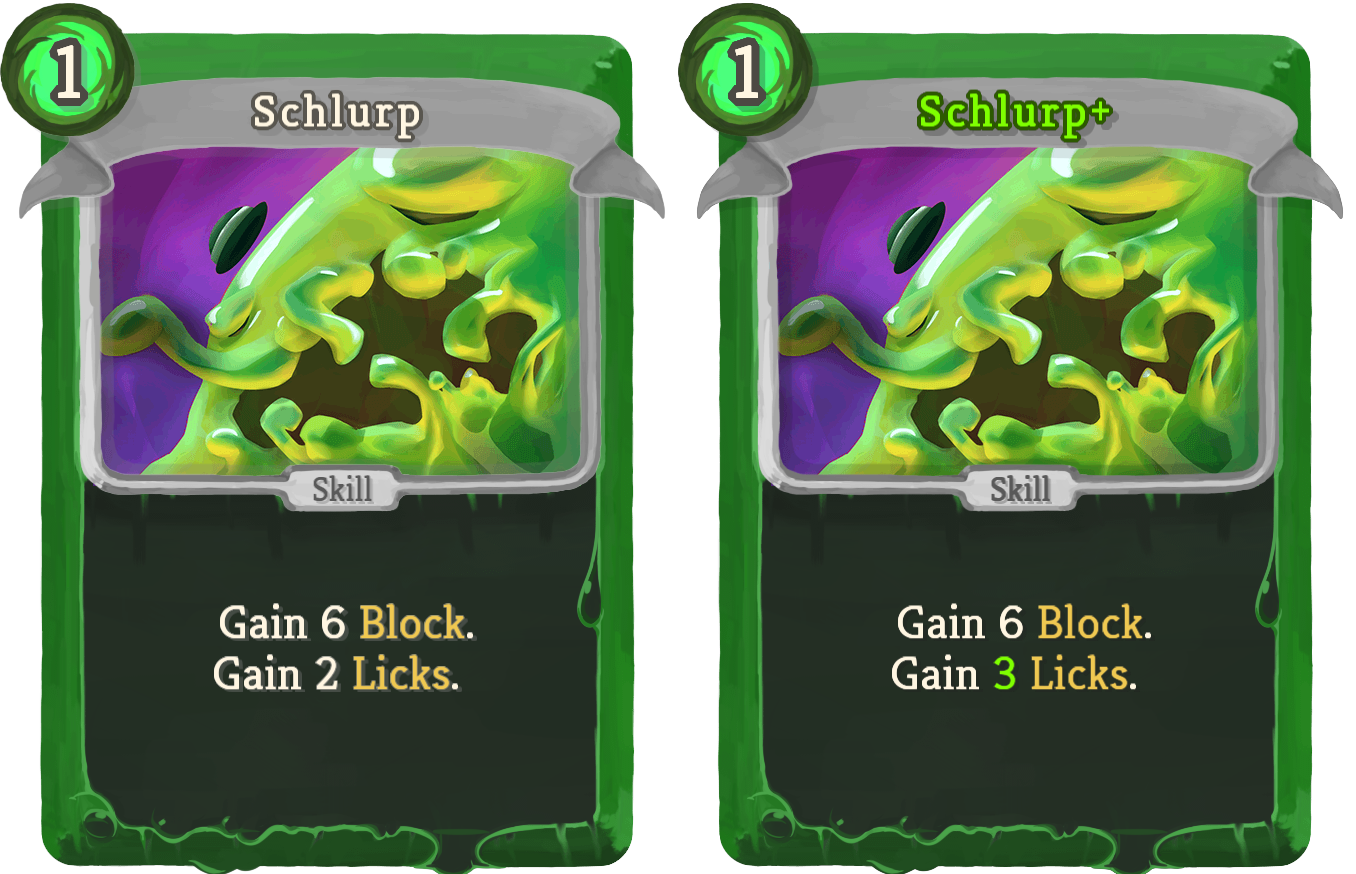 1
Schlurp
Skill
Gain 6 Block.
Gain 2 Licks.
1
Schlurp+
Skill
Gain 6 Block.
Gain 3 Licks.